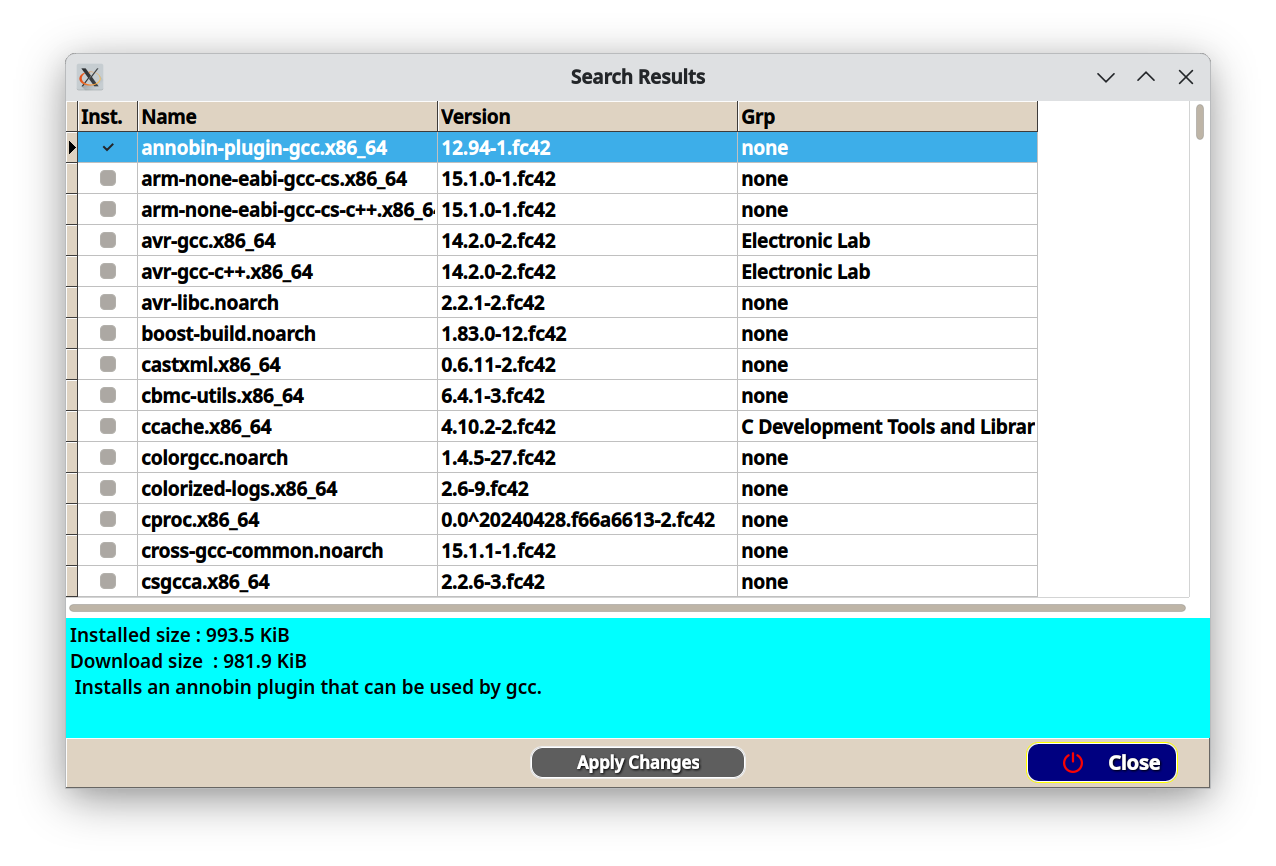 Search Results
Inst. Name Version Grp
annobin-plugin-gcc.x86_64 12.94-1.fc42 none
arm-none-eabi-gcc-cs.x86_64 15.1.0-1.fc42 none
arm-none-eabi-gcc-cs-c++.x86_6 15.1.0-1.fc42 none
avr-gcc.x86_64 14.2.0-2.fc42 Electronic Lab
avr-gcc-c++.x86_64 14.2.0-2.fc42 Electronic Lab
avr-libc.noarch 2.2.1-2.fc42 none
boost-build.noarch 1.83.0-12.fc42 none
castxml.x86_64 0.6.11-2.fc42 none
cbmc-utils.x86_64 6.4.1-3.fc42 none
ccache.x86_64 4.10.2-2.fc42 C Development Tools and Librar
colorgcc.noarch 1.4.5-27.fc42 none
colorized-logs.x86_64 2.6-9.fc42 none
cproc.x86_64 0.0^20240428.f66a6613-2.fc42 none
cross-gcc-common.noarch 15.1.1-1.fc42 none
csgcca.x86_64 2.2.6-3.fc42 none
Installed size : 993.5 KiB
Download size : 981.9 KiB
Installs an annobin plugin that can be used by gcc.
Apply Changes Close